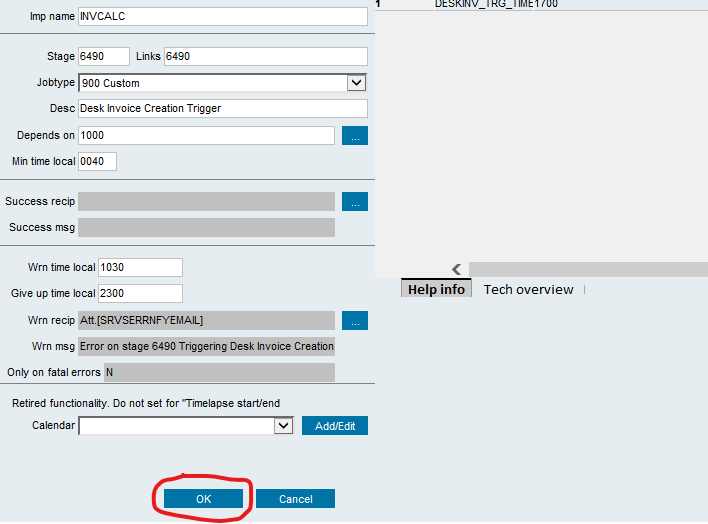 Imp name INVCALC
1 DESKINV_TRG_TIME1700
Stage 6490 Links 6490
Jobtype 900 Custom
Desc Desk Invoice Creation Trigger
Depends on 1000 ...
Min time local 0040
Success recip ...
Success msg
Wrn time local 1030
Give up time local 2300
Wrn recip Att.[SRVSERRNFYEMAIL] ...
Wrn msg Error on stage 6490 Triggering Desk Invoice Creation
Only on fatal errors N
Retired functionality. Do not set for "Timelapse start/end
Calendar Add/Edit
OK Cancel
Help info Tech overview